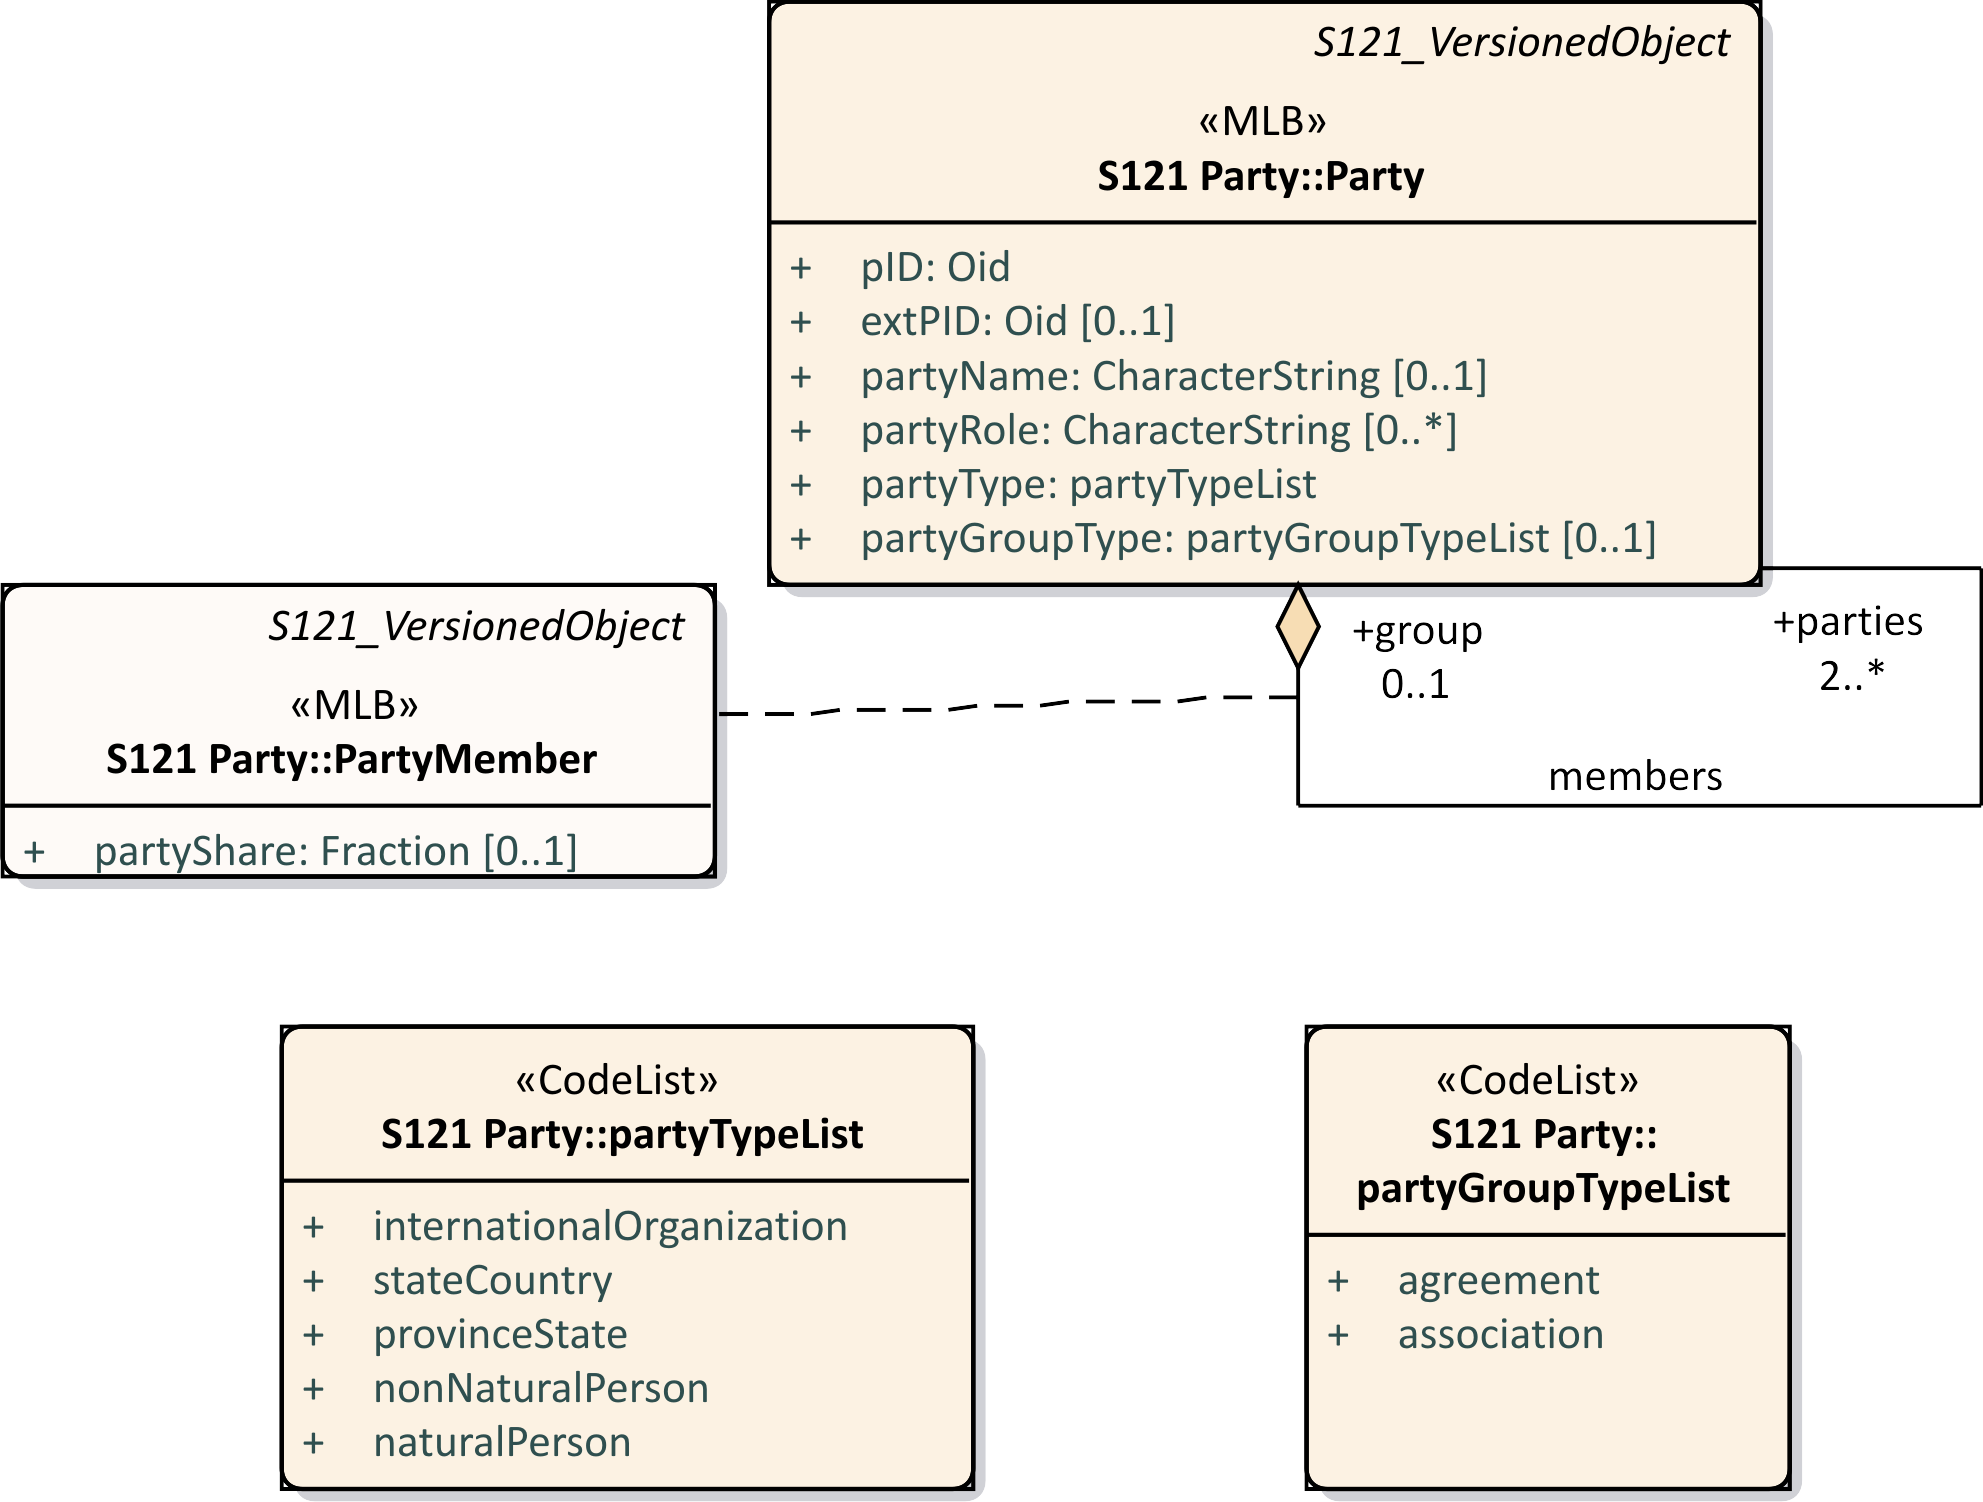 S121_VersionedObject
«MLB»
S121 Party::Party
+ pID: Oid
+ extPID: Oid [0..1]
+ partyName: CharacterString [0..1]
+ partyRole: CharacterString [0..*]
+ partyType: partyTypeList
+ partyGroupType: partyGroupTypeList [0..1]
+group
0..1
+parties
2..*
members
S121_VersionedObject
«MLB»
S121 Party::PartyMember
+ partyShare: Fraction [0..1]
«CodeList»
S121 Party::partyTypeList
+ internationalOrganization
+ stateCountry
+ provinceState
+ nonNaturalPerson
+ naturalPerson
«CodeList»
S121 Party::
partyGroupTypeList
+ agreement
+ association